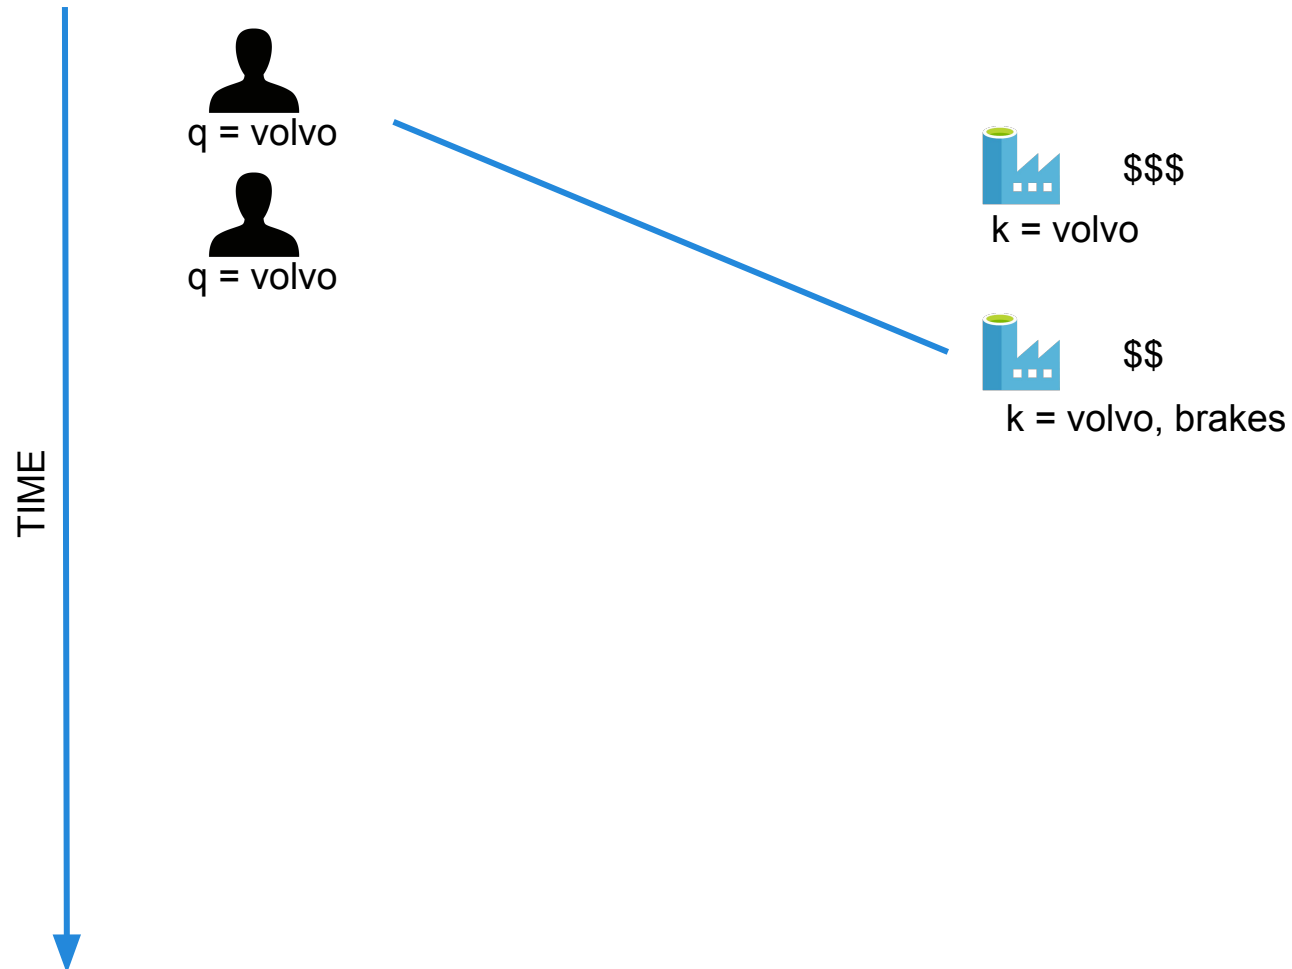 q = volvo
q = volvo
$$$
k = volvo
$$
k = volvo, brakes
TIME